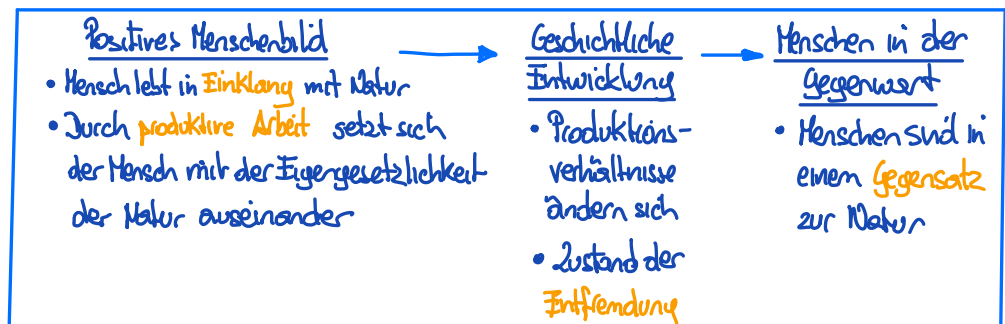 Positives Menschenbild
• Mensch lebt in Einklang mit Natur
• Durch produktive Arbeit setzt sich
der Mensch mit der Eigengesetzlichkeit
der Natur auseinander
Geschichtliche
Entwicklung
• Produktions-
verhältnisse
ändern sich
• Zustand der
Entfremdung
Menschen in der
Gegenwart
• Menschen sind in
einem Gegensatz
zur Natur